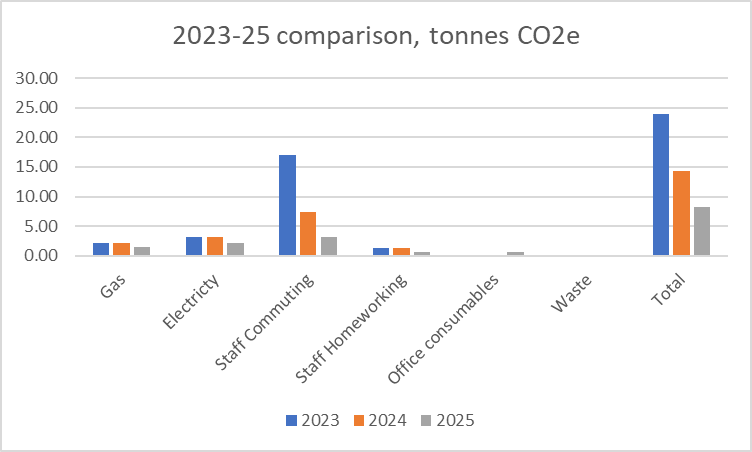 2023-25 comparison, tonnes CO2e
30.00
25.00
20.00
15.00
10.00
5.00
0.00
Gas
Electricty
Staff Commuting
Staff Homeworking
Office consumables
Waste
Total
2023 2024 2025